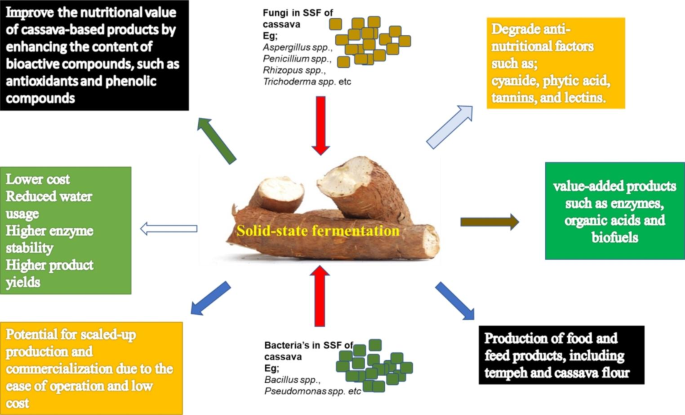 Improve the nutritional value
of cassava-based products by
enhancing the content of
bioactive compounds, such as
antioxidants and phenolic
compounds
Fungi in SSF of
cassava
Eg;
Aspergillus spp.,
Penicillium spp.,
Rhizopus spp.,
Trichoderma spp. etc
Degrade anti-
nutritional factors
such as;
cyanide, phytic acid,
tannins, and lectins.
Lower cost
Reduced water
usage
Higher enzyme
stability
Higher product
yields
Solid-state fermentation
value-added products
such as enzymes,
organic acids and
biofuels
Potential for scaled-up
production and
commercialization due to the
ease of operation and low
cost
Bacteria's in SSF of
cassava
Eg;
Bacillus spp.,
Pseudomonas spp. etc
Production of food and
feed products, including
tempeh and cassava flour